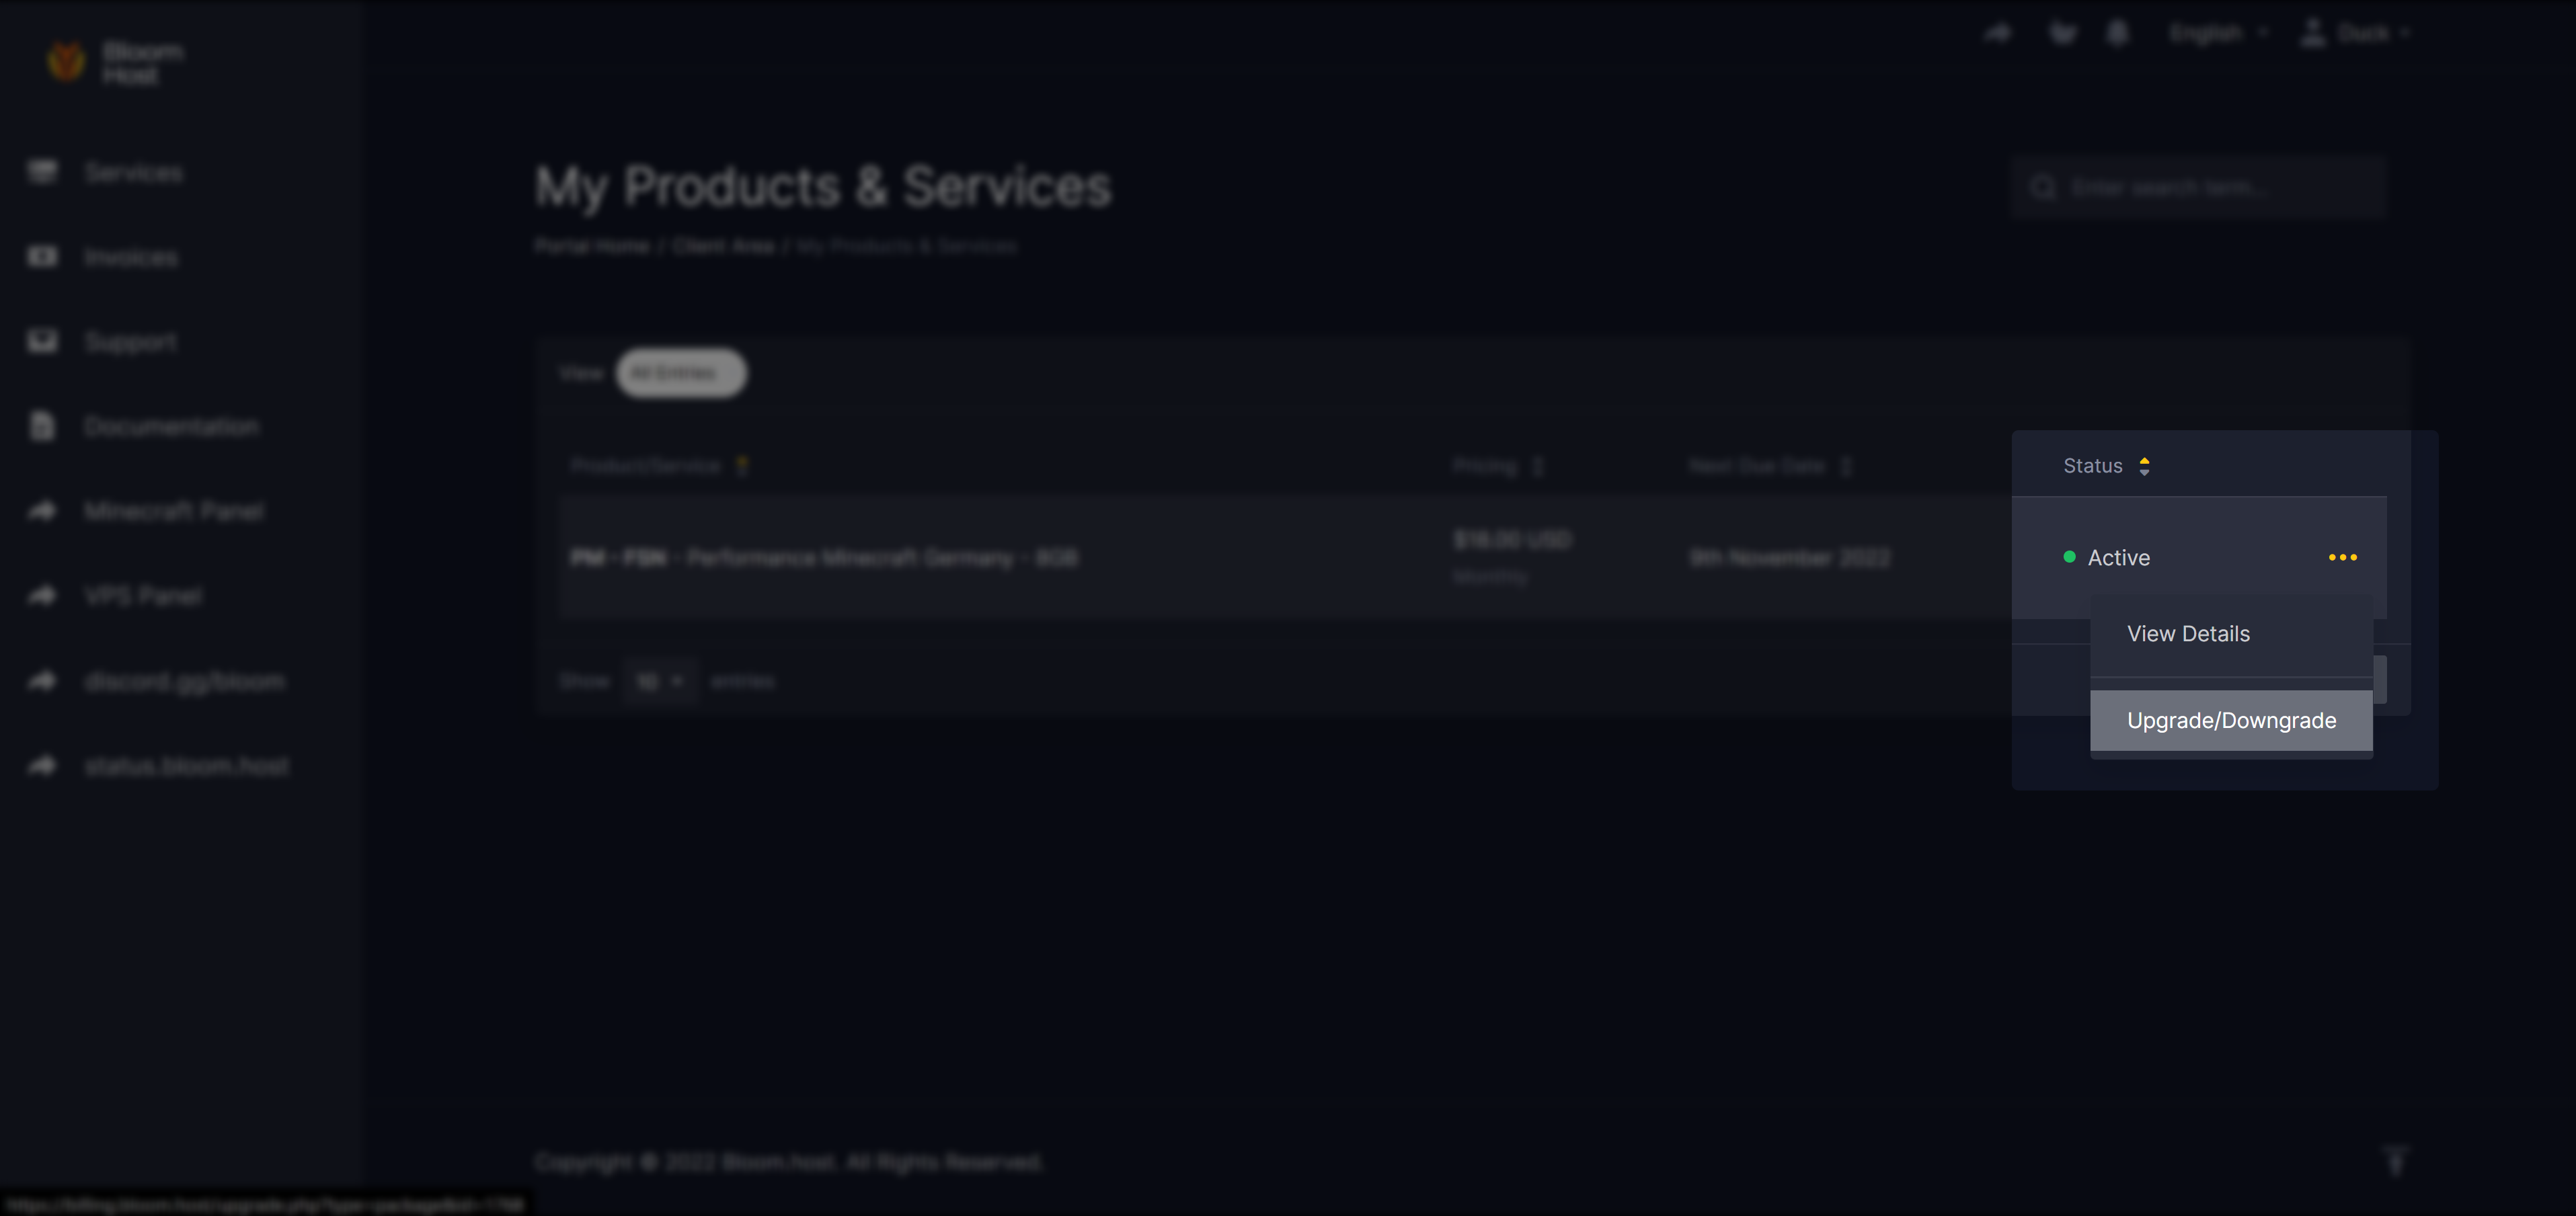 Bloom
Host
English
Duck
Services
Invoices
Support
Documentation
Minecraft Panel
VPS Panel
discord.gg/bloom
status.bloom.host
My Products & Services
Enter search term...
Portal Home / Client Area / My Products & Services
View All Entries
Product/Service Pricing Next Due Date Status
PM - FSN - Performance Minecraft Germany - 8GB
$16.00 USD
Monthly
9th November 2022
Active
View Details
Upgrade/Downgrade
Show 10 entries
Copyright © 2022 Bloom.host. All Rights Reserved.